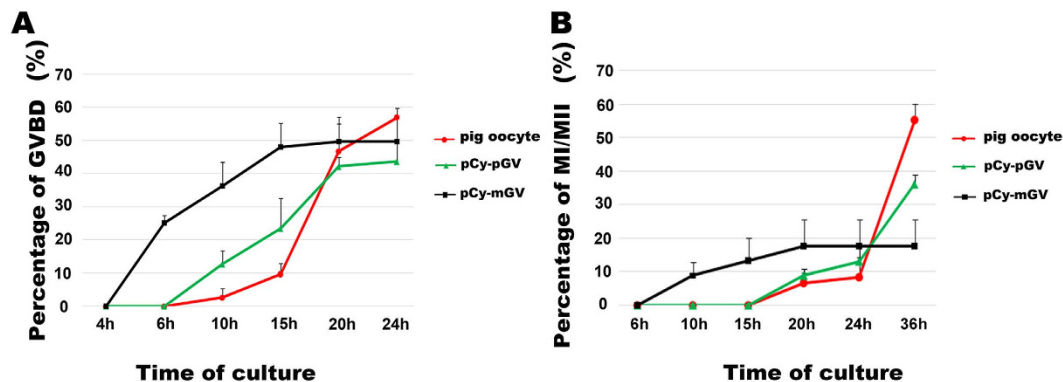 A
Percentage of GVBD (%)
70
60
50
40
30
20
10
0
4h 6h 10h 15h 20h 24h
Time of culture
pig oocyte
pCy-pGV
pCy-mGV
B
Percentage of MI/MII (%)
70
60
50
40
30
20
10
0
6h 10h 15h 20h 24h 36h
Time of culture
pig oocyte
pCy-pGV
pCy-mGV